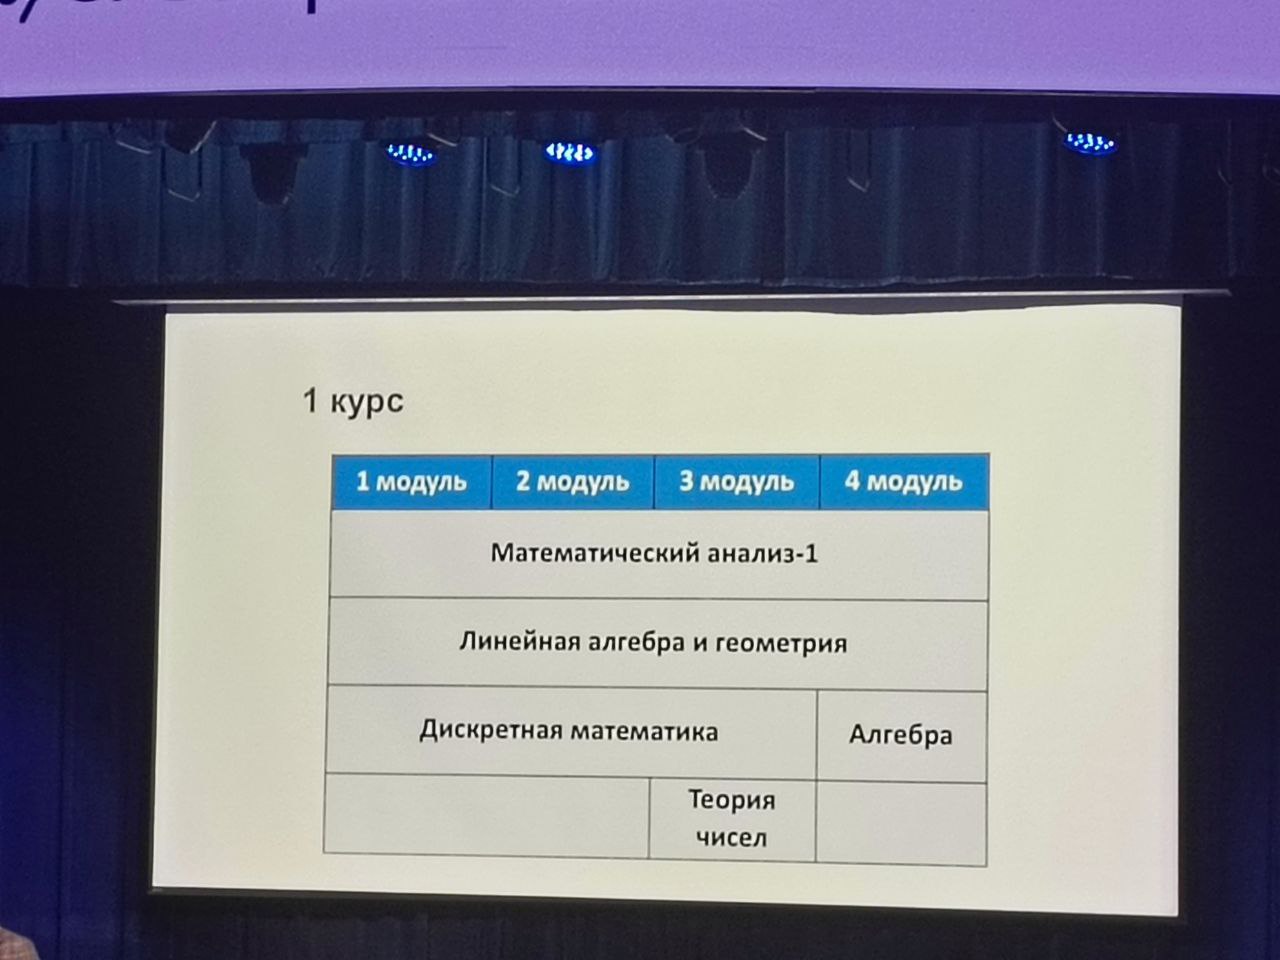 1 курс
1 модуль 2 модуль 3 модуль 4 модуль
Математический анализ-1
Линейная алгебра и геометрия
Дискретная математика Алгебра
Теория
чисел